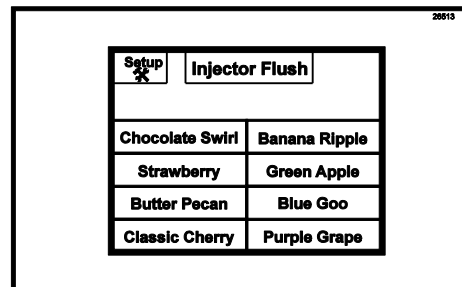 26513
Setup
Injector Flush
Chocolate Swirl Banana Ripple
Strawberry Green Apple
Butter Pecan Blue Goo
Classic Cherry Purple Grape